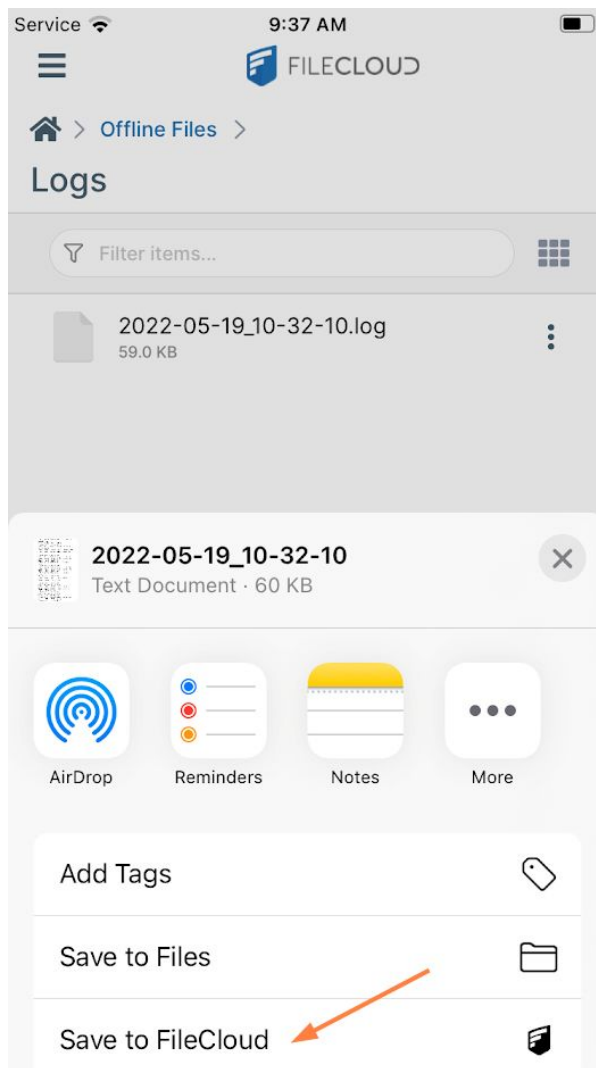 Service 9:37 AM
FILECLOUD
> Offline Files >
Logs
Filter items...
2022-05-19_10-32-10.log
59.0 KB
2022-05-19_10-32-10
Text Document · 60 KB
AirDrop Reminders Notes More
Add Tags
Save to Files
Save to FileCloud